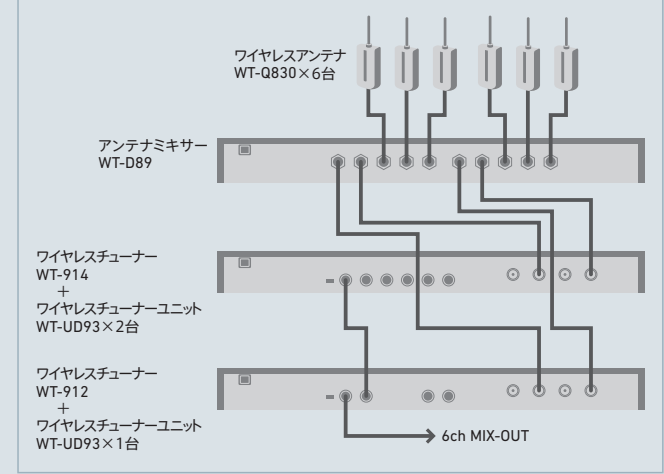 ワイヤレスアンテナ
WT-Q830×6台
アンテナミキサー
WT-D89
ワイヤレスチューナー
WT-914
+
ワイヤレスチューナーユニット
WT-UD93×2台
ワイヤレスチューナー
WT-912
+
ワイヤレスチューナーユニット
WT-UD93×1台
6ch MIX-OUT